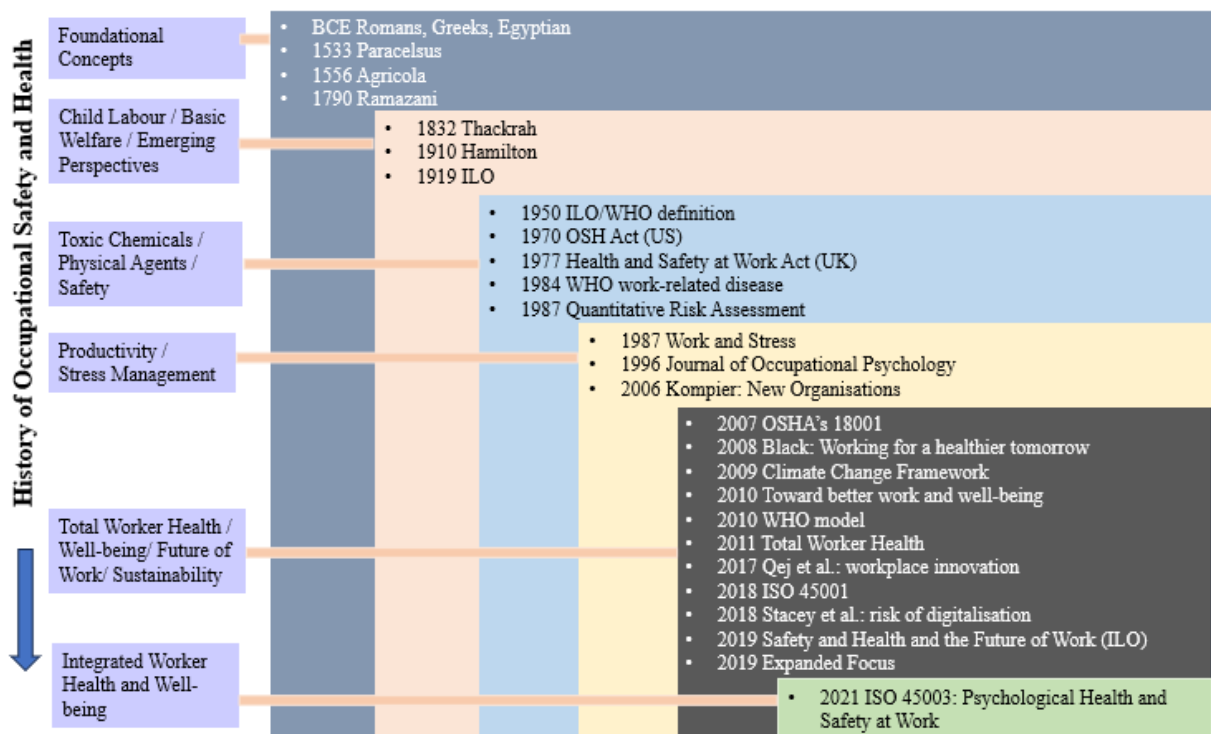 History of Occupational Safety and Health
Foundational
Concepts
• BCE Romans, Greeks, Egyptian
• 1533 Paracelsus
• 1556 Agricola
• 1790 Ramazani
Child Labour / Basic
Welfare / Emerging
Perspectives
• 1832 Thackrah
• 1910 Hamilton
• 1919 ILO
Toxic Chemicals /
Physical Agents /
Safety
• 1950 ILO/WHO definition
• 1970 OSH Act (US)
• 1977 Health and Safety at Work Act (UK)
• 1984 WHO work-related disease
• 1987 Quantitative Risk Assessment
Productivity /
Stress Management
• 1987 Work and Stress
• 1996 Journal of Occupational Psychology
• 2006 Kompier: New Organisations
Total Worker Health /
Well-being/ Future of
Work/ Sustainability
• 2007 OSHA's 18001
• 2008 Black: Working for a healthier tomorrow
• 2009 Climate Change Framework
• 2010 Toward better work and well-being
• 2010 WHO model
• 2011 Total Worker Health
• 2017 Qej et al.: workplace innovation
• 2018 ISO 45001
• 2018 Stacey et al.: risk of digitalisation
• 2019 Safety and Health and the Future of Work (ILO)
• 2019 Expanded Focus
Integrated Worker
Health and Well-
being
• 2021 ISO 45003: Psychological Health and
Safety at Work